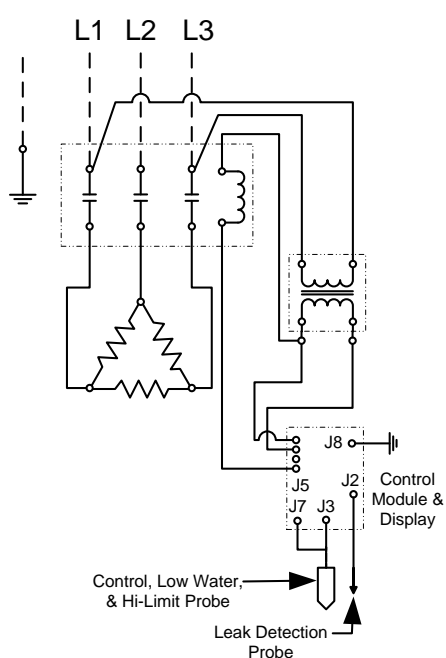 L1 L2 L3
J8
J5
J2
Control
Module &
Display
J7 J3
Control, Low Water,
& Hi-Limit Probe
Leak Detection
Probe